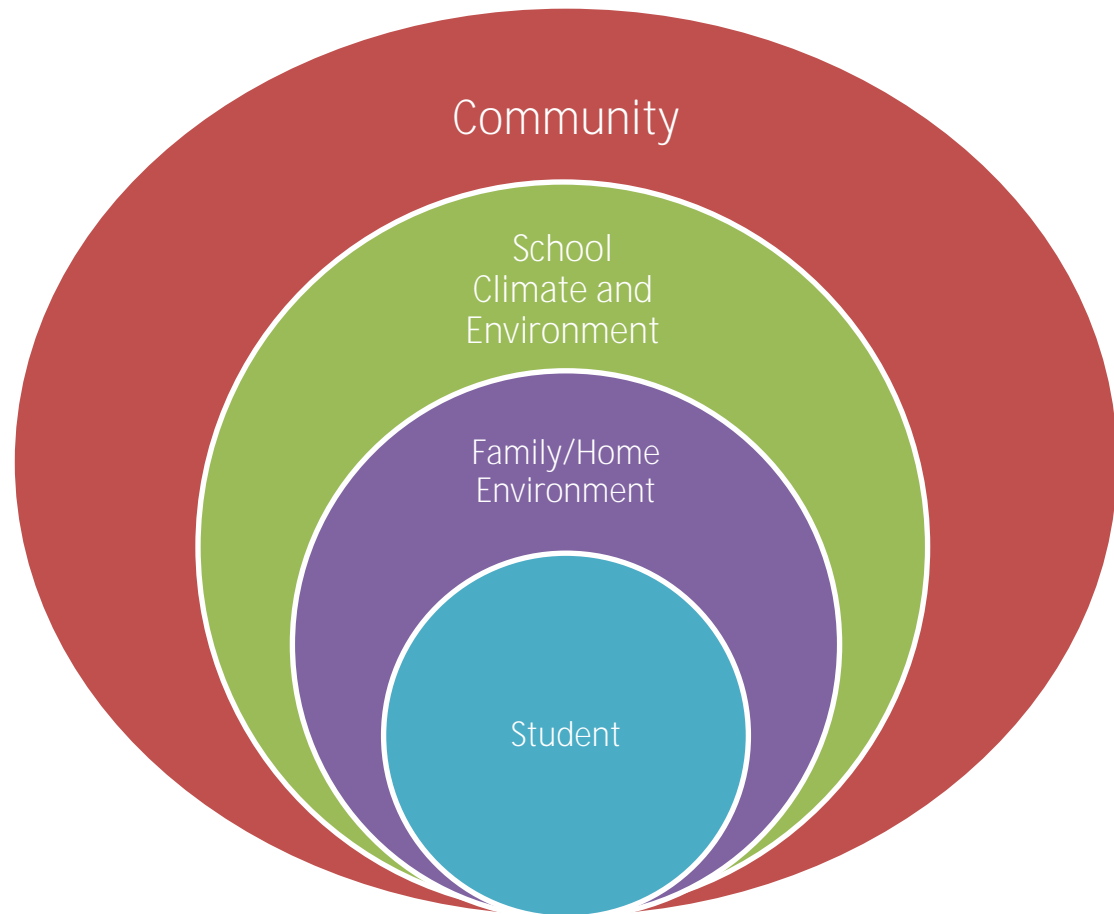 Community
School
Climate and
Environment
Family/Home
Environment
Student